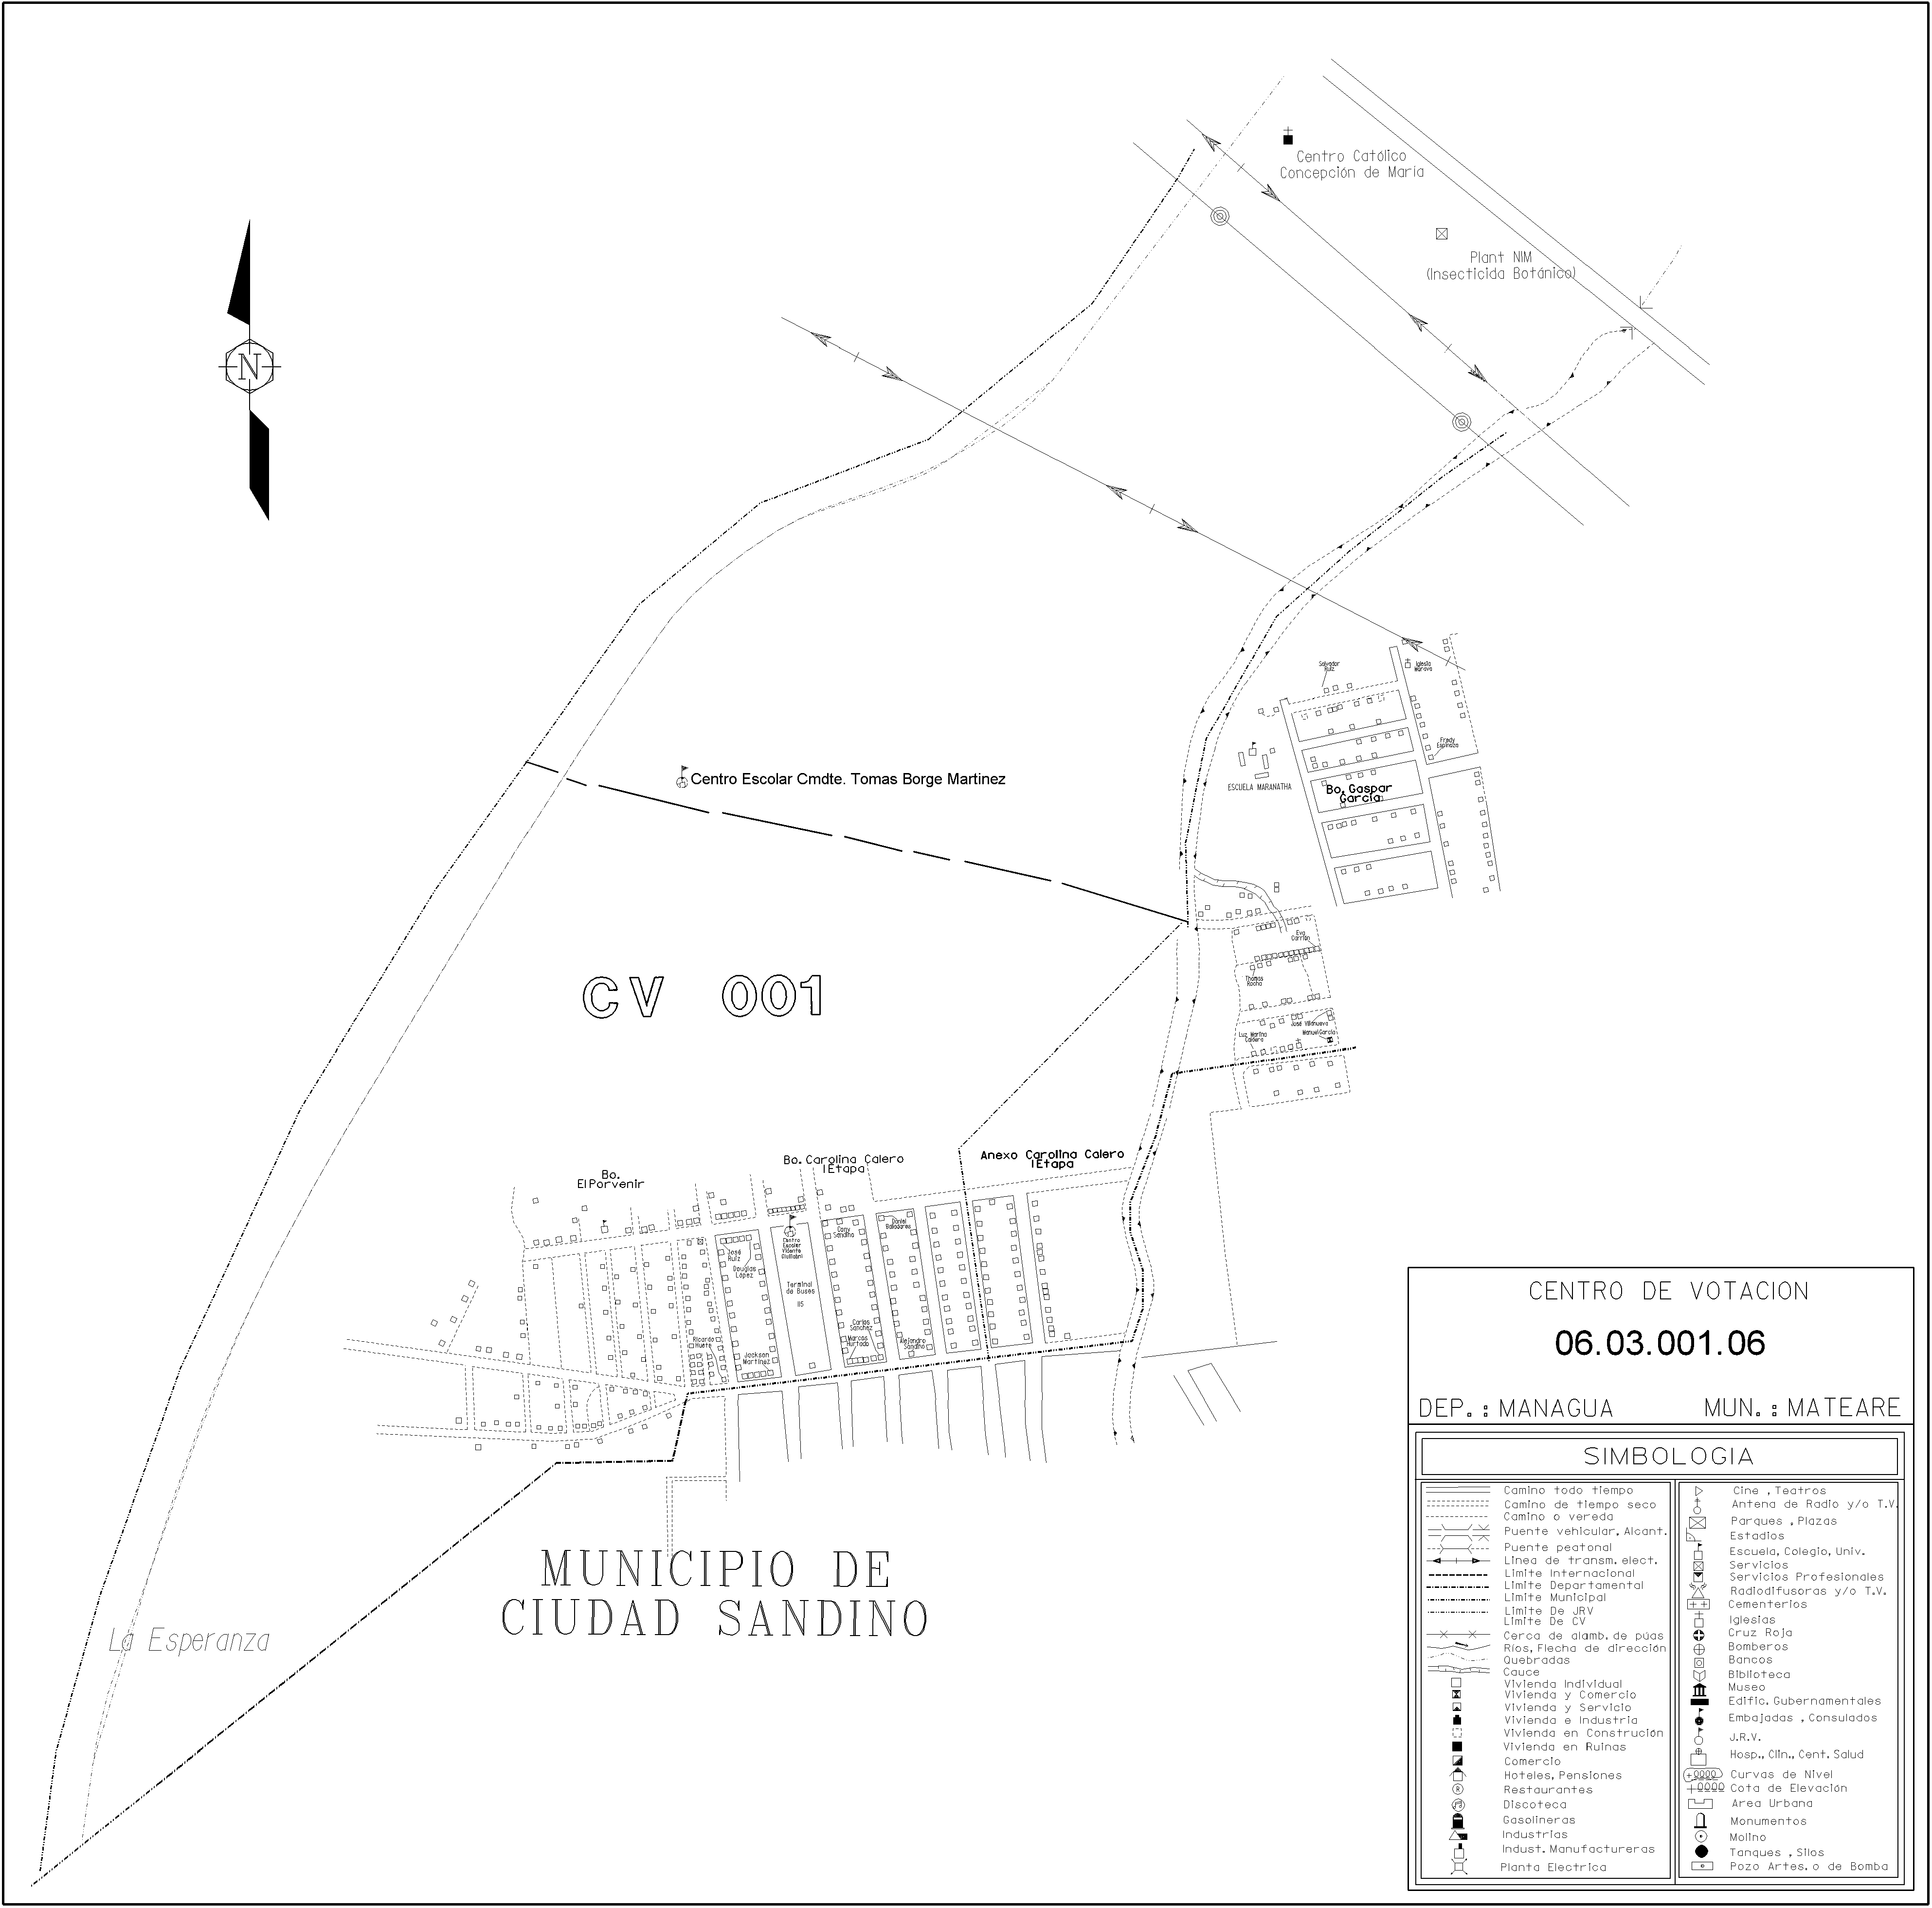 Centro Católico
Concepción de María
Plant NIM
(Insecticida Botánico)
N
Salvador
Ruiz
Iglesia
Morava
Fredy
Espinoza
Centro Escolar Cmdte. Tomas Borge Martinez
ESCUELA MARANATHA
Bo. Gaspar
García
Eva
Carrión
Thomas
Rocha
CV 001
José Villanueva
Manuel García
Luz Marina
Caldera
Anexo Carolina Calero
I Etapa
Bo. Carolina Calero
I Etapa
Bo.
El Porvenir
José
Ruiz
Douglas
López
Centro
Escolar
Vicente
Cony
Sandino
Daniel
Balladares
Terminal
de Buses
115
Ricardo
Huete
Jackson
Martínez
Carlos
Sánchez
Marcos
Hurtado
Alejandro
Sandino
MUNICIPIO DE
CIUDAD SANDINO
La Esperanza
CENTRO DE VOTACION
06.03.001.06
DEP.: MANAGUA MUN.: MATEARE
SIMBOLOGIA
Camino todo tiempo
Camino de tiempo seco
Camino o vereda
Puente vehicular, Alcant.
Puente peatonal
Línea de transm. elect.
Limite Internacional
Limite Departamental
Limite Municipal
Limite De JRV
Limite De CV
Cerca de alamb. de púas
Ríos, Flecha de dirección
Quebradas
Cauce
Vivienda Individual
Vivienda y Comercio
Vivienda y Servicio
Vivienda e Industria
Vivienda en Construción
Vivienda en Ruinas
Comercio
Hoteles, Pensiones
Restaurantes
Discoteca
Gasolineras
Industrias
Indust. Manufactureras
Planta Electrica
Cine , Teatros
Antena de Radio y/o T.V.
Parques , Plazas
Estadios
Escuela, Colegio, Univ.
Servicios
Servicios Profesionales
Radiodifusoras y/o T.V.
Cementerios
Iglesias
Cruz Roja
Bomberos
Bancos
Biblioteca
Museo
Edific. Gubernamentales
Embajadas , Consulados
J.R.V.
Hosp., Clin., Cent. Salud
Curvas de Nivel
Cota de Elevación
Area Urbana
Monumentos
Molino
Tanques , Silos
Pozo Artes. o de Bomba